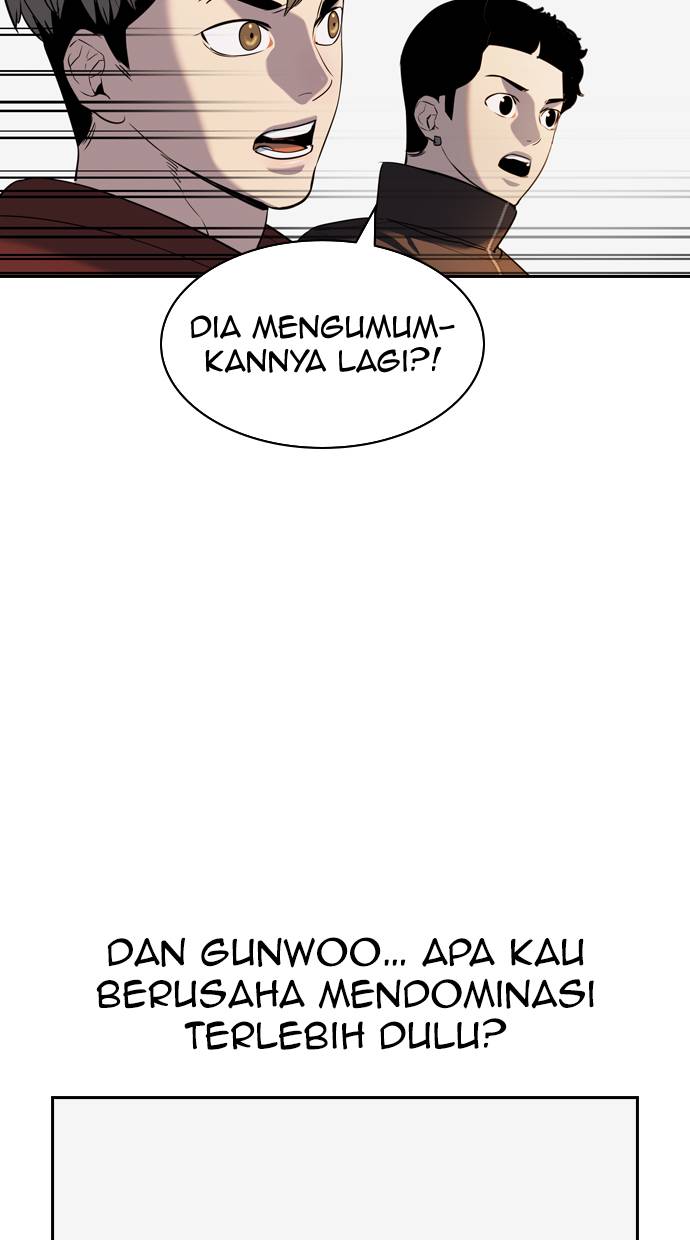 DIA MENGUMUM-
KANNYA LAGI?!
DAN GUNWOO... APA KAU
BERUSAHA MENDOMINASI
TERLEBIH DULU?